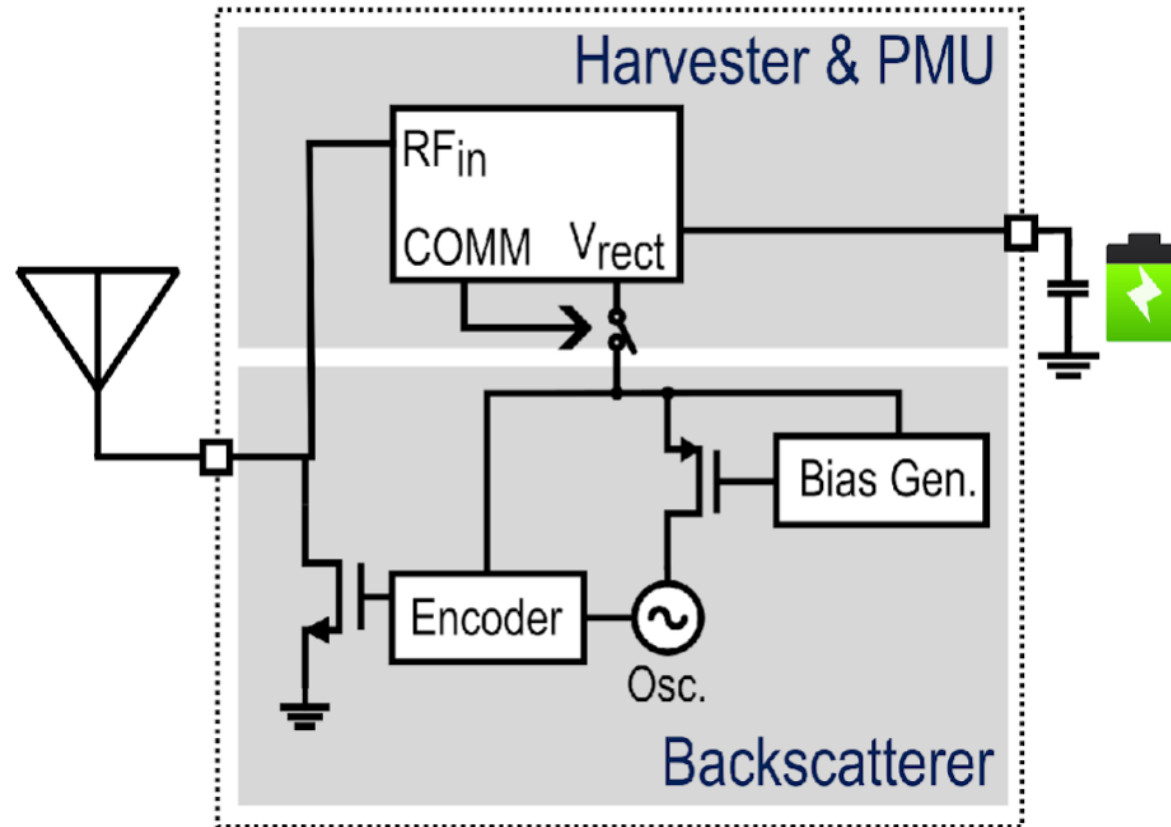 Harvester & PMU
RFin
COMM Vrect
Bias Gen.
Encoder
Osc.
Backscatterer